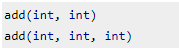 add(int, int)
add(int, int, int)